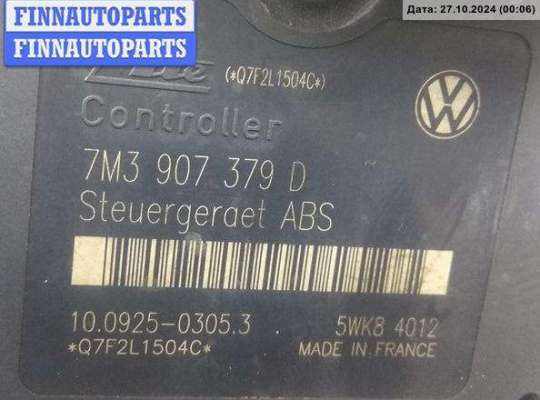 FINNAUTOPARTS
FINNAUTOPARTS
Дата: 27.10.2024 (00:06)
Ate (*Q7F2L1504C*)
Controller
7M3 907 379 D
Steuergeraet ABS
10.0925-0305.3 5WK8 4012
*Q7F2L1504C* MADE IN FRANCE